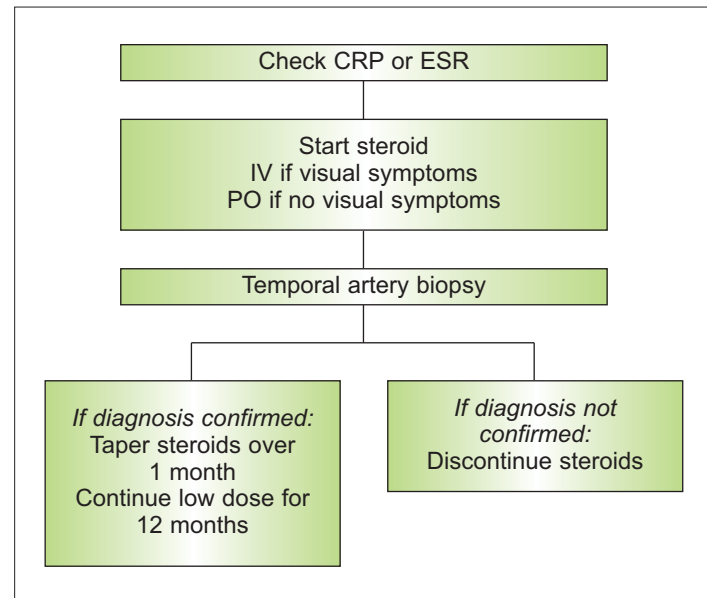 Check CRP or ESR
Start steroid
IV if visual symptoms
PO if no visual symptoms
Temporal artery biopsy
If diagnosis confirmed:
Taper steroids over
1 month
Continue low dose for
12 months
If diagnosis not
confirmed:
Discontinue steroids